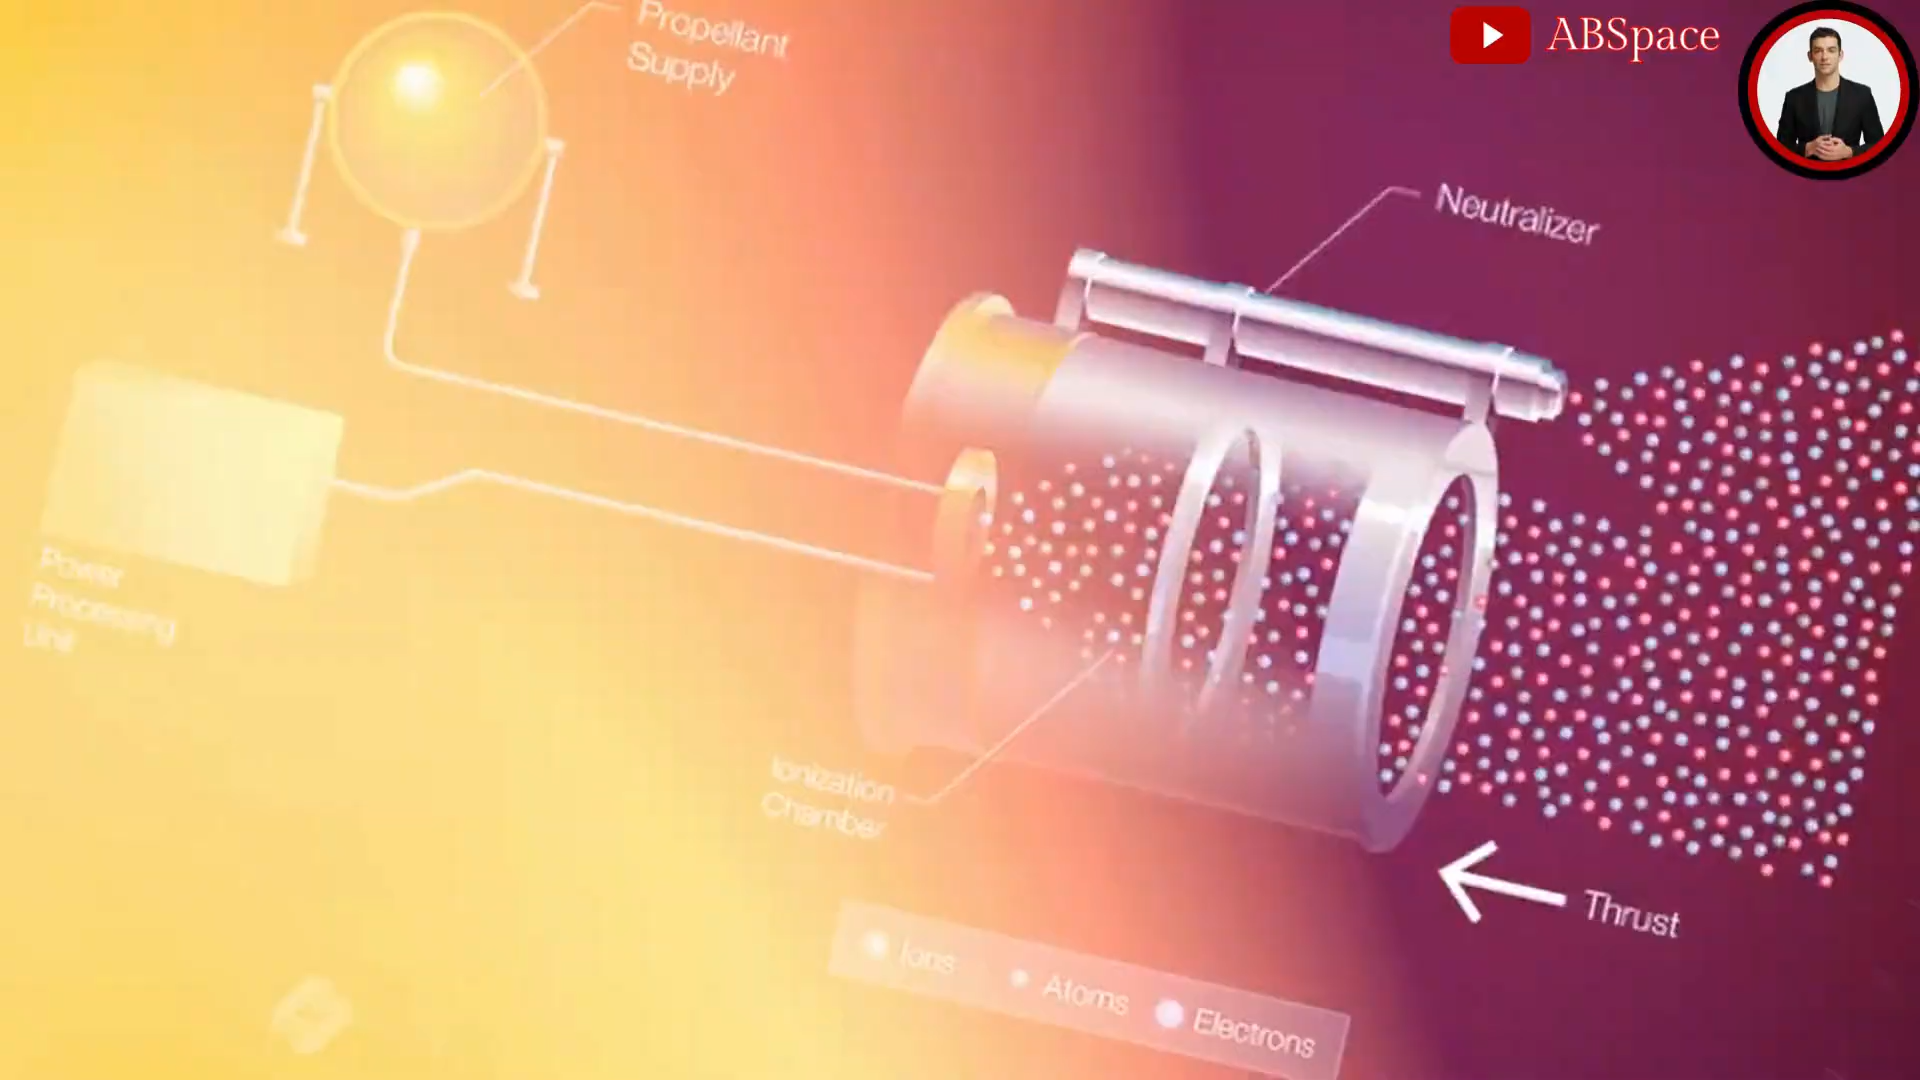 Propellant
Supply
ABSpace
Neutralizer
Power
Processing
Unit
Ionization
Chamber
Thrust
Ions
Atoms
Electrons